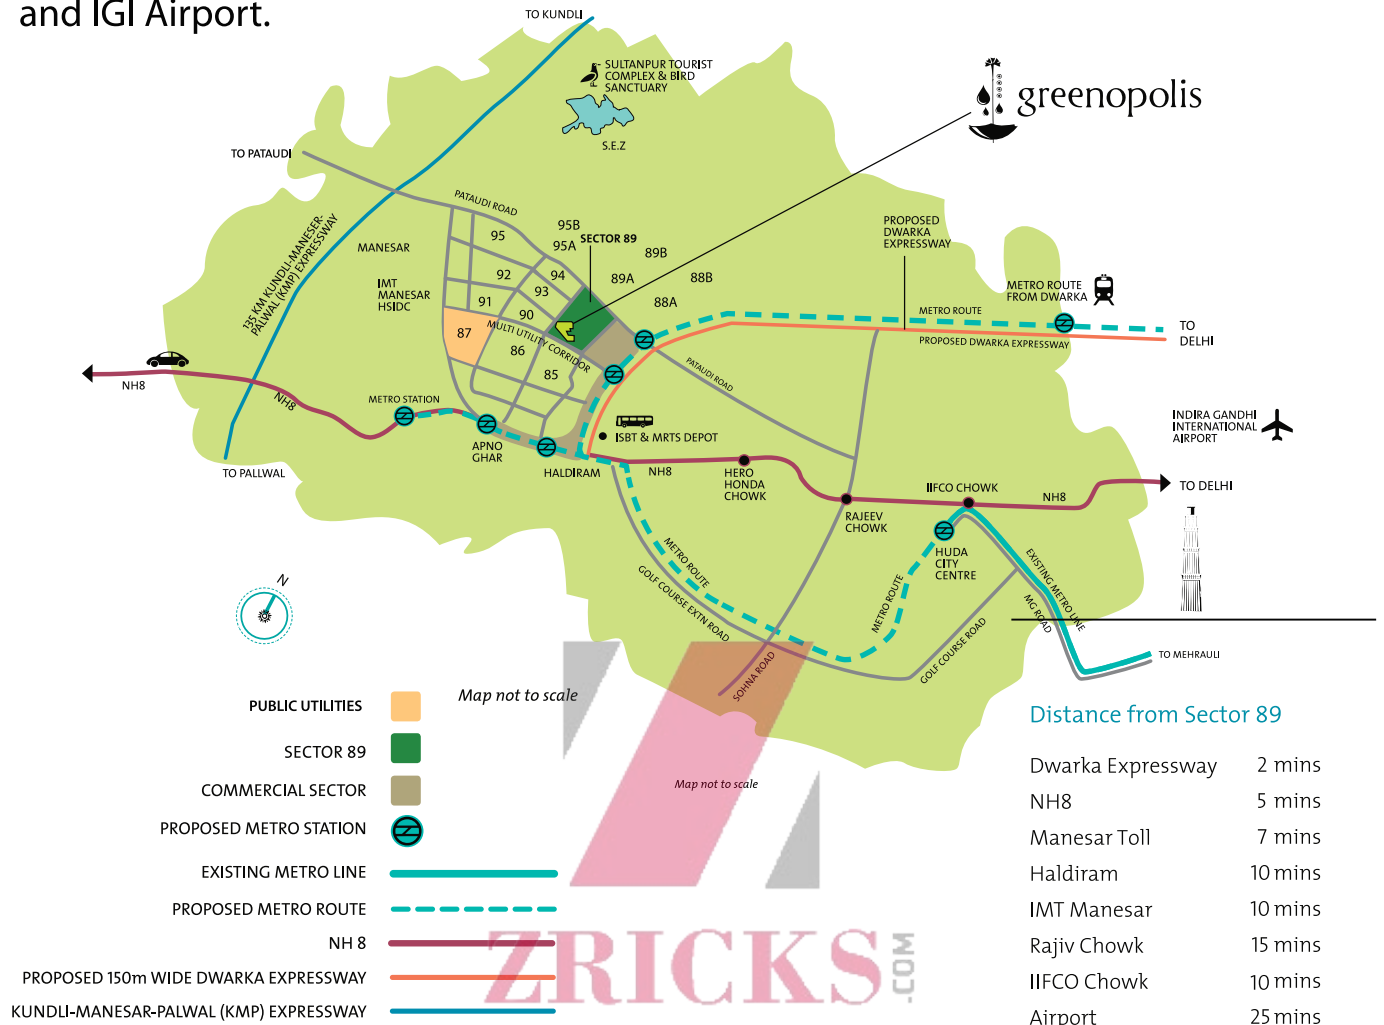 and IGI Airport.
TO KUNDLI
SULTANPUR TOURIST
COMPLEX & BIRD
SANCTUARY
S.E.Z
greenopolis
TO PATAUDI
PATAUDI ROAD
135 KM KUNDLI-MANESER-
PALWAL (KMP) EXPRESSWAY
MANESAR
IMT
MANESAR
HSIDC
95
95B
95A
SECTOR 89
89B
92
94
89A
88B
93
91
88A
90
87
MULTI UTILITY CORRIDOR
86
85
PROPOSED
DWARKA
EXPRESSWAY
METRO ROUTE
FROM DWARKA
METRO ROUTE
PROPOSED DWARKA EXPRESSWAY
TO
DELHI
PATAUDI ROAD
NH8
NH8
METRO STATION
APNO
GHAR
HALDIRAM
ISBT & MRTS DEPOT
NH8
HERO
HONDA
CHOWK
RAJEEV
CHOWK
IIFCO CHOWK
NH8
TO DELHI
INDIRA GANDHI
INTERNATIONAL
AIRPORT
TO PALLWAL
HUDA
CITY
CENTRE
EXISTING METRO LINE
MG ROAD
METRO ROUTE
GOLF COURSE EXTN ROAD
METRO ROUTE
GOLF COURSE ROAD
SOHNA ROAD
TO MEHRAULI
N
Map not to scale
Map not to scale
PUBLIC UTILITIES
SECTOR 89
COMMERCIAL SECTOR
PROPOSED METRO STATION
EXISTING METRO LINE
PROPOSED METRO ROUTE
NH 8
PROPOSED 150m WIDE DWARKA EXPRESSWAY
KUNDLI-MANESAR-PALWAL (KMP) EXPRESSWAY
ZRICKS.COM
Distance from Sector 89
Dwarka Expressway 2 mins
NH8 5 mins
Manesar Toll 7 mins
Haldiram 10 mins
IMT Manesar 10 mins
Rajiv Chowk 15 mins
IIFCO Chowk 10 mins
Airport 25 mins